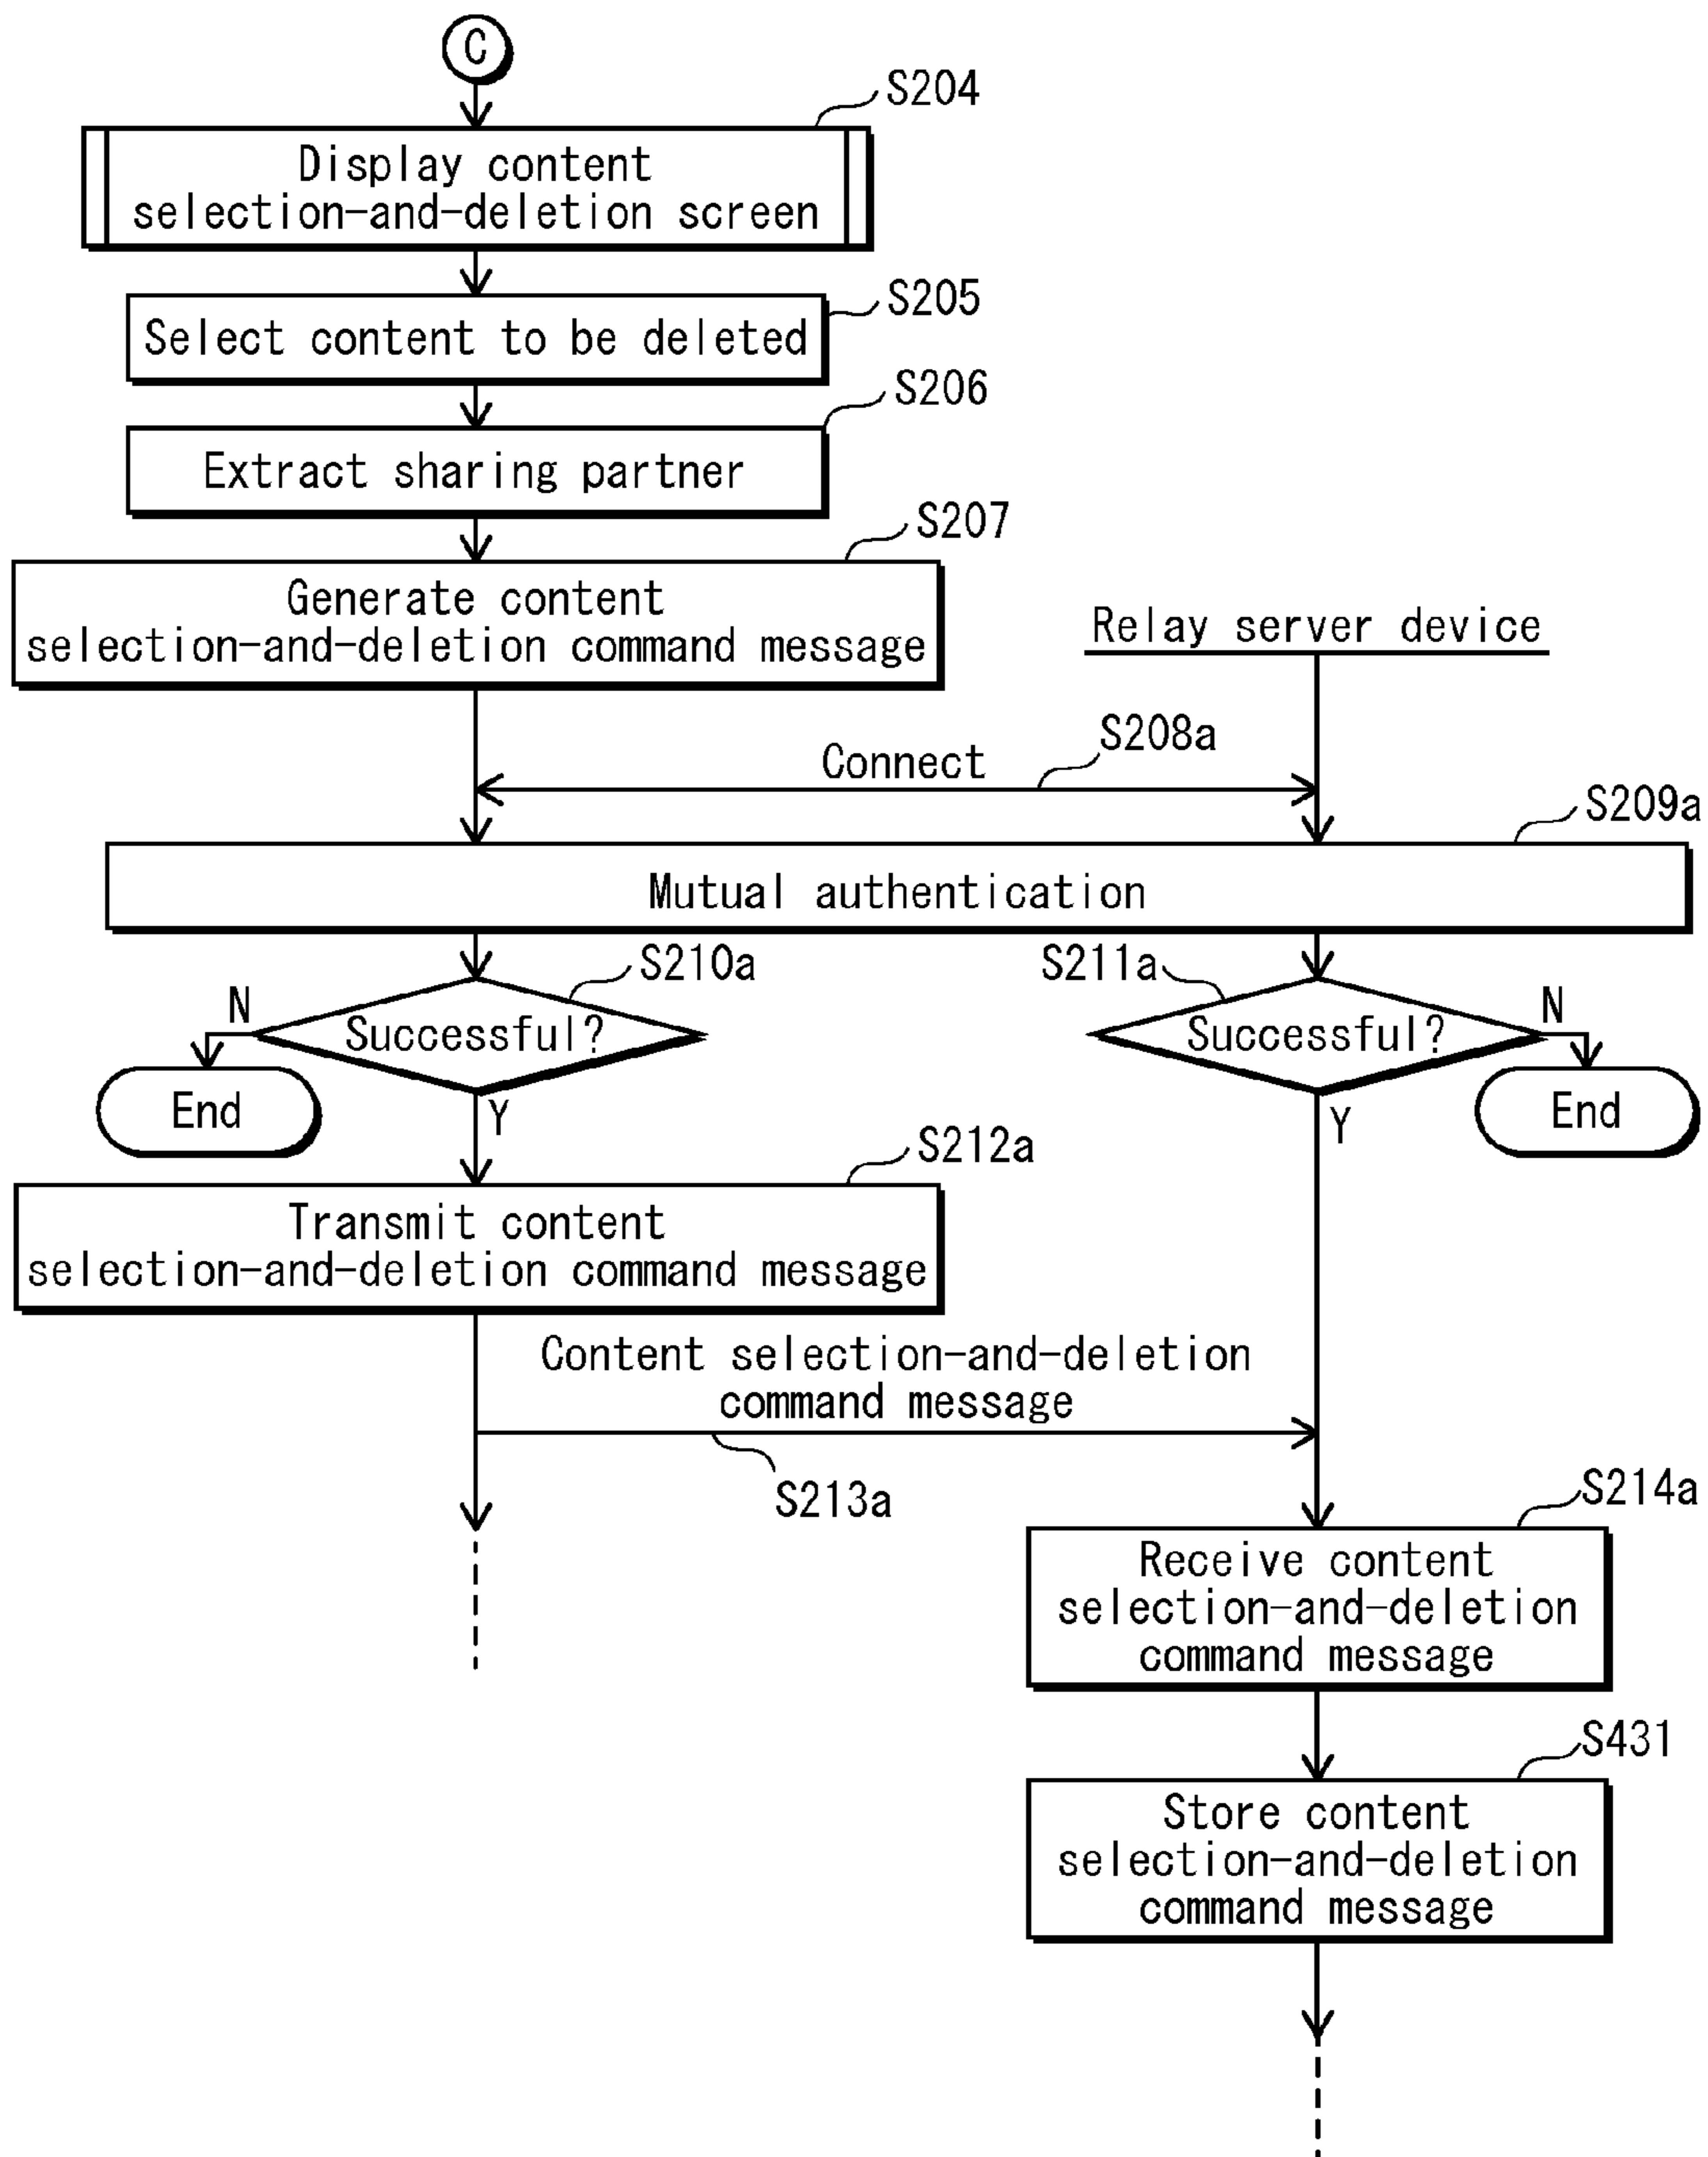 C
S204
Display content
selection-and-deletion screen
S205
Select content to be deleted
S206
Extract sharing partner
S207
Generate content
selection-and-deletion command message
Relay server device
S208a
Connect
S209a
Mutual authentication
S210a
S211a
N
Successful?
Successful?
N
End
Y
Y
End
S212a
Transmit content
selection-and-deletion command message
Content selection-and-deletion
command message
S213a
S214a
Receive content
selection-and-deletion
command message
S431
Store content
selection-and-deletion
command message